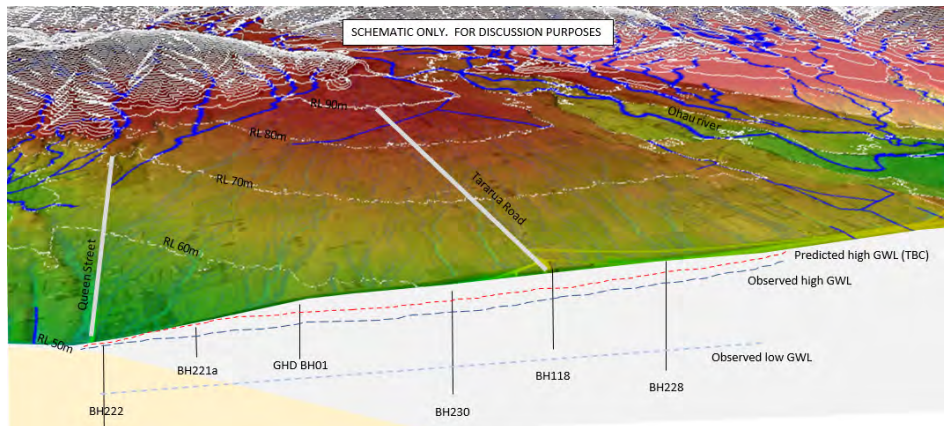 SCHEMATIC ONLY. FOR DISCUSSION PURPOSES
RL 90m
Ohau river
RL 80m
RL 70m
Tararua Road
RL 60m
Queen Street
Predicted high GWL (TBC)
Observed high GWL
RL 50m
Observed low GWL
BH221a
GHD BH01
BH118
BH228
BH222
BH230